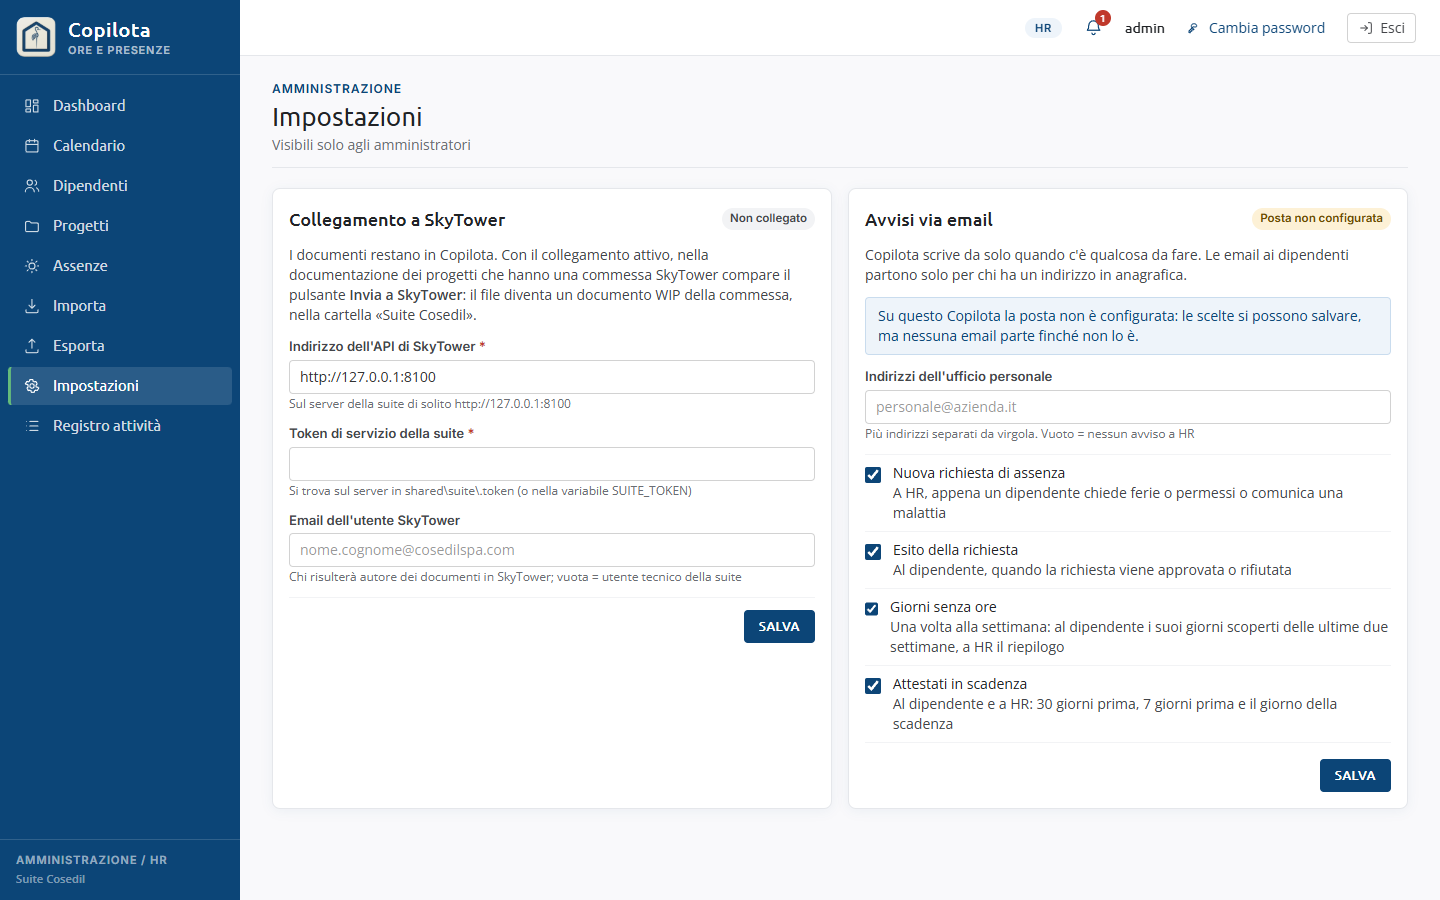 Copilota
ORE E PRESENZE
Dashboard
Calendario
Dipendenti
Progetti
Assenze
Importa
Esporta
Impostazioni
Registro attività
AMMINISTRAZIONE / HR
Suite Cosedil
HR
1
admin
Cambia password
Esci
AMMINISTRAZIONE
Impostazioni
Visibili solo agli amministratori
Collegamento a SkyTower
Non collegato
I documenti restano in Copilota. Con il collegamento attivo, nella
documentazione dei progetti che hanno una commessa SkyTower compare il
pulsante Invia a SkyTower: il file diventa un documento WIP della commessa,
nella cartella «Suite Cosedil».
Indirizzo dell'API di SkyTower *
http://127.0.0.1:8100
Sul server della suite di solito http://127.0.0.1:8100
Token di servizio della suite *
Si trova sul server in shared\suite\.token (o nella variabile SUITE_TOKEN)
Email dell'utente SkyTower
nome.cognome@cosedilspa.com
Chi risulterà autore dei documenti in SkyTower; vuota = utente tecnico della suite
SALVA
Avvisi via email
Posta non configurata
Copilota scrive da solo quando c'è qualcosa da fare. Le email ai dipendenti
partono solo per chi ha un indirizzo in anagrafica.
Su questo Copilota la posta non è configurata: le scelte si possono salvare,
ma nessuna email parte finché non lo è.
Indirizzi dell'ufficio personale
personale@azienda.it
Più indirizzi separati da virgola. Vuoto = nessun avviso a HR
Nuova richiesta di assenza
A HR, appena un dipendente chiede ferie o permessi o comunica una
malattia
Esito della richiesta
Al dipendente, quando la richiesta viene approvata o rifiutata
Giorni senza ore
Una volta alla settimana: al dipendente i suoi giorni scoperti delle ultime due
settimane, a HR il riepilogo
Attestati in scadenza
Al dipendente e a HR: 30 giorni prima, 7 giorni prima e il giorno della
scadenza
SALVA